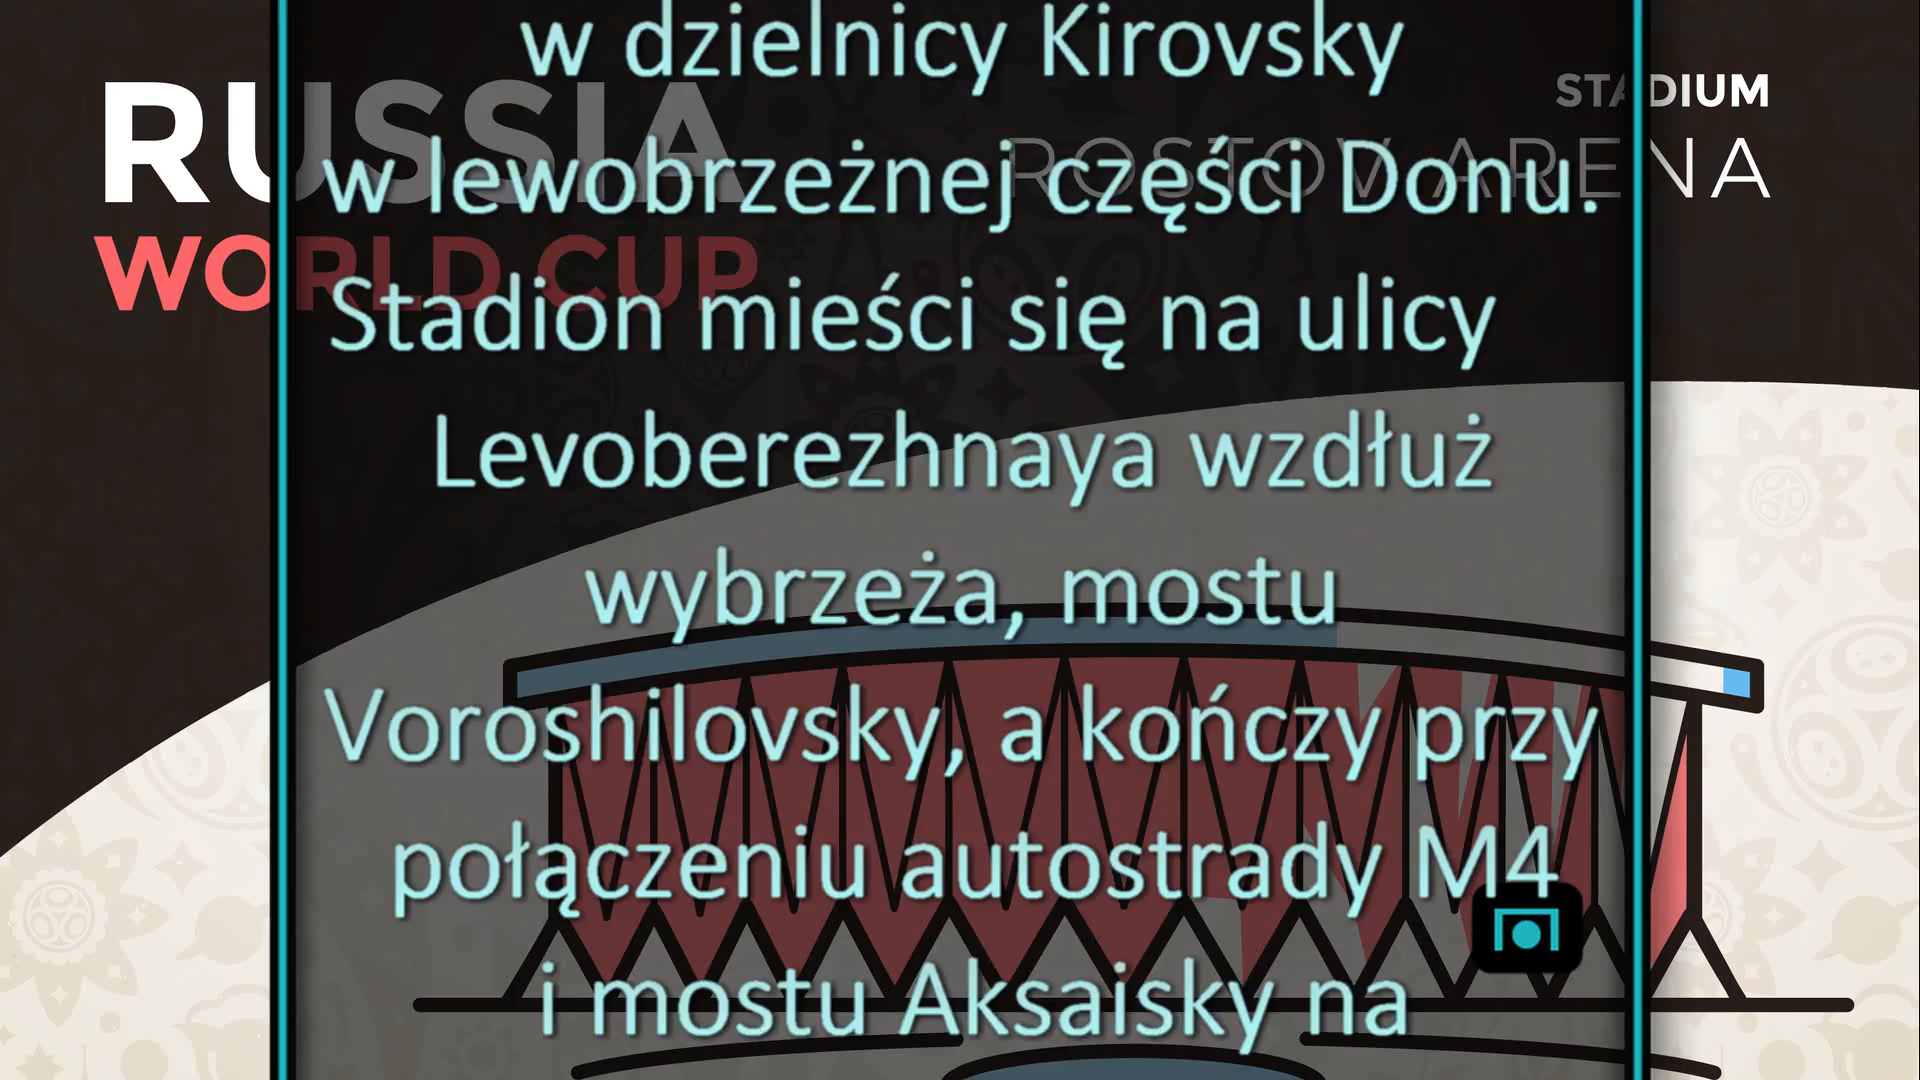 RUSSIA
WORLD CUP
STADIUM
ROSTOV ARENA
w dzielnicy Kirovsky
w lewobrzeżnej części Donu.
Stadion mieści się na ulicy
Levoberezhnaya wzdłuż
wybrzeża, mostu
Voroshilovsky, a kończy przy
połączeniu autostrady M4
i mostu Aksaisky na